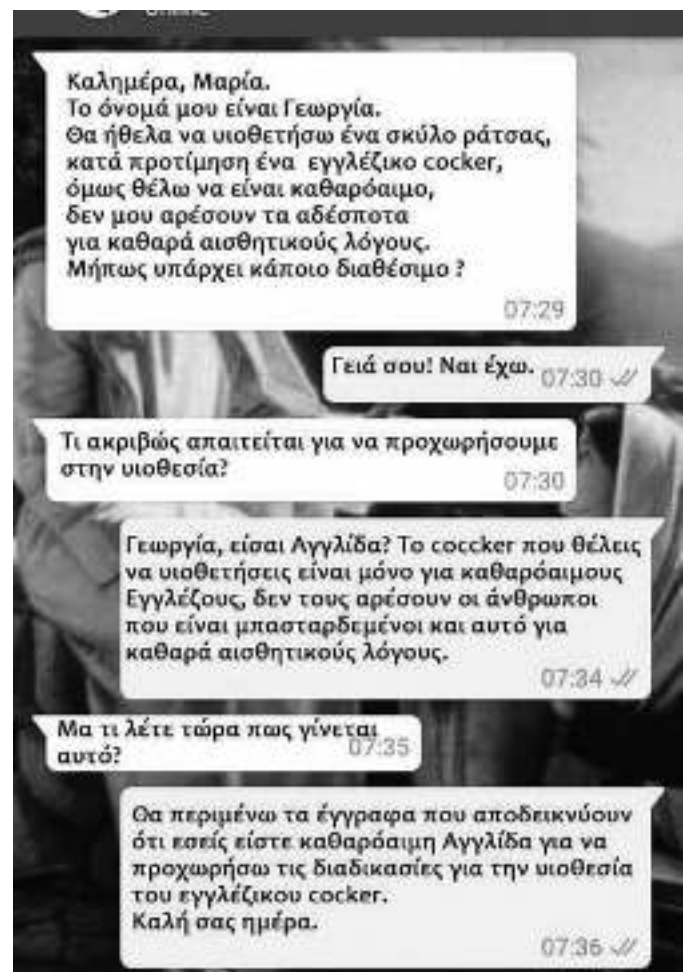 Καλημέρα, Μαρία.
Το όνομά μου είναι Γεωργία.
Θα ήθελα να υιοθετήσω ένα σκύλο ράτσας,
κατά προτίμηση ένα εγγλέζικο cocker,
όμως θέλω να είναι καθαρόαιμο,
δεν μου αρέσουν τα αδέσποτα
για καθαρά αισθητικούς λόγους.
Μήπως υπάρχει κάποιο διαθέσιμο ?
07:29
Γειά σου! Ναι έχω. 07:30
Τι ακριβώς απαιτείται για να προχωρήσουμε
στην υιοθεσία?
07:30
Γεωργία, είσαι Αγγλίδα? Το coccker που θέλεις
να υιοθετήσεις είναι μόνο για καθαρόαιμους
Εγγλέζους, δεν τους αρέσουν οι άνθρωποι
που είναι μπασταρδεμένοι και αυτό για
καθαρά αισθητικούς λόγους.
07:34
Μα τι λέτε τώρα πως γίνεται
αυτό? 07:35
Θα περιμένω τα έγγραφα που αποδεικνύουν
ότι εσείς είστε καθαρόαιμη Αγγλίδα για να
προχωρήσω τις διαδικασίες για την υιοθεσία
του εγγλέζικου cocker.
Καλή σας ημέρα.
07:36